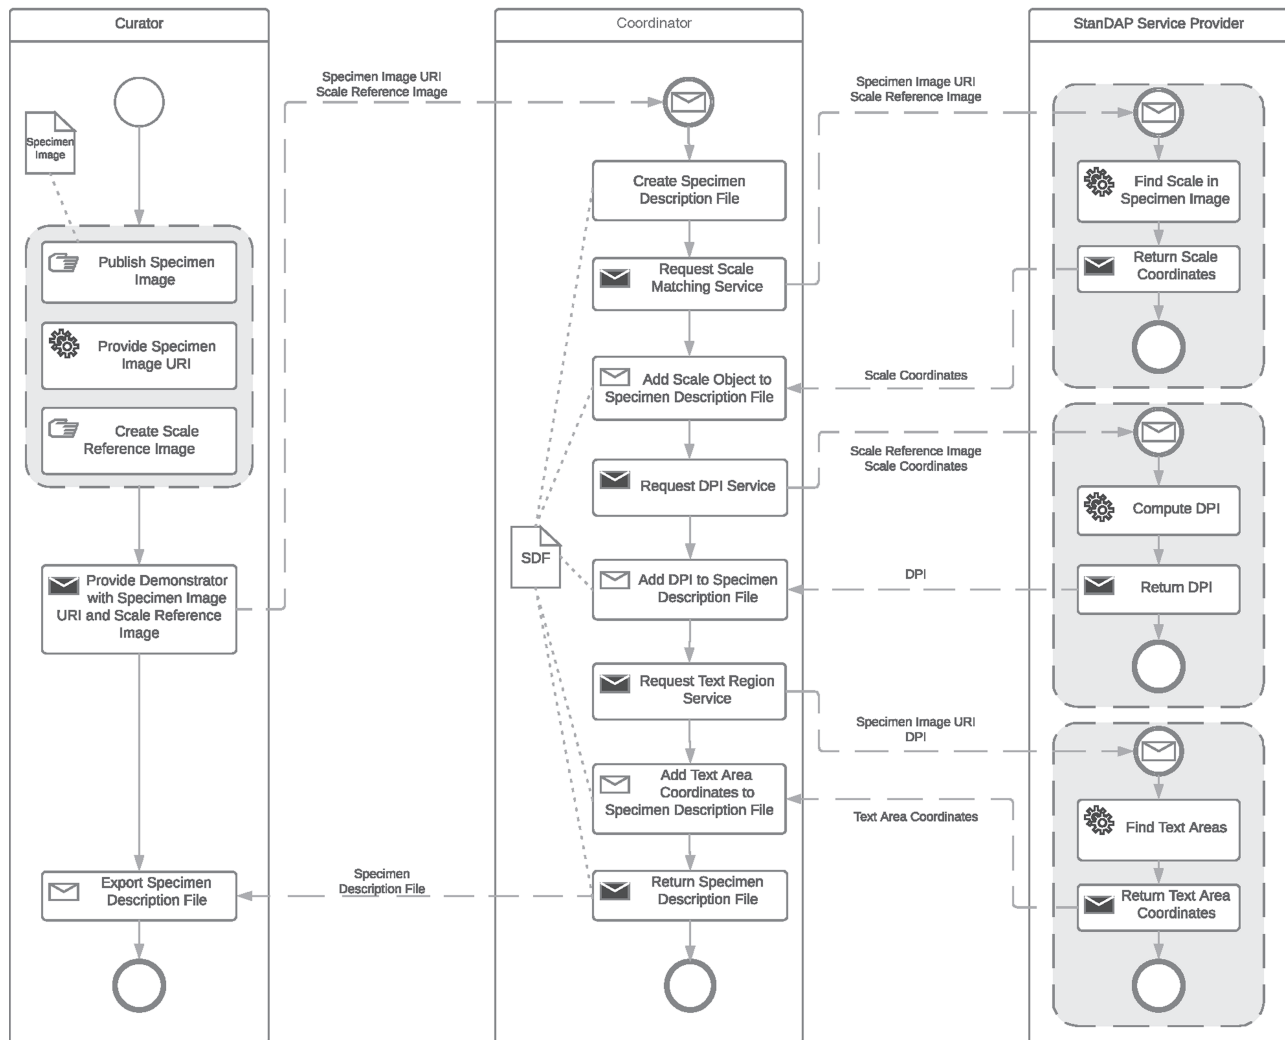 Curator
Specimen
Image
Publish Specimen
Image
Provide Specimen
Image URI
Create Scale
Reference Image
Provide Demonstrator
with Specimen Image
URI and Scale Reference
Image
Export Specimen
Description File
Specimen Image URI
Scale Reference Image
Specimen
Description File
Coordinator
Create Specimen
Description File
Request Scale
Matching Service
Add Scale Object to
Specimen Description File
Request DPI Service
SDF
Add DPI to Specimen
Description File
Request Text Region
Service
Add Text Area
Coordinates to
Specimen Description File
Return Specimen
Description File
Specimen Image URI
Scale Reference Image
Scale Coordinates
Scale Reference Image
Scale Coordinates
DPI
Specimen Image URI
DPI
Text Area Coordinates
StanDAP Service Provider
Find Scale in
Specimen Image
Return Scale
Coordinates
Compute DPI
Return DPI
Find Text Areas
Return Text Area
Coordinates